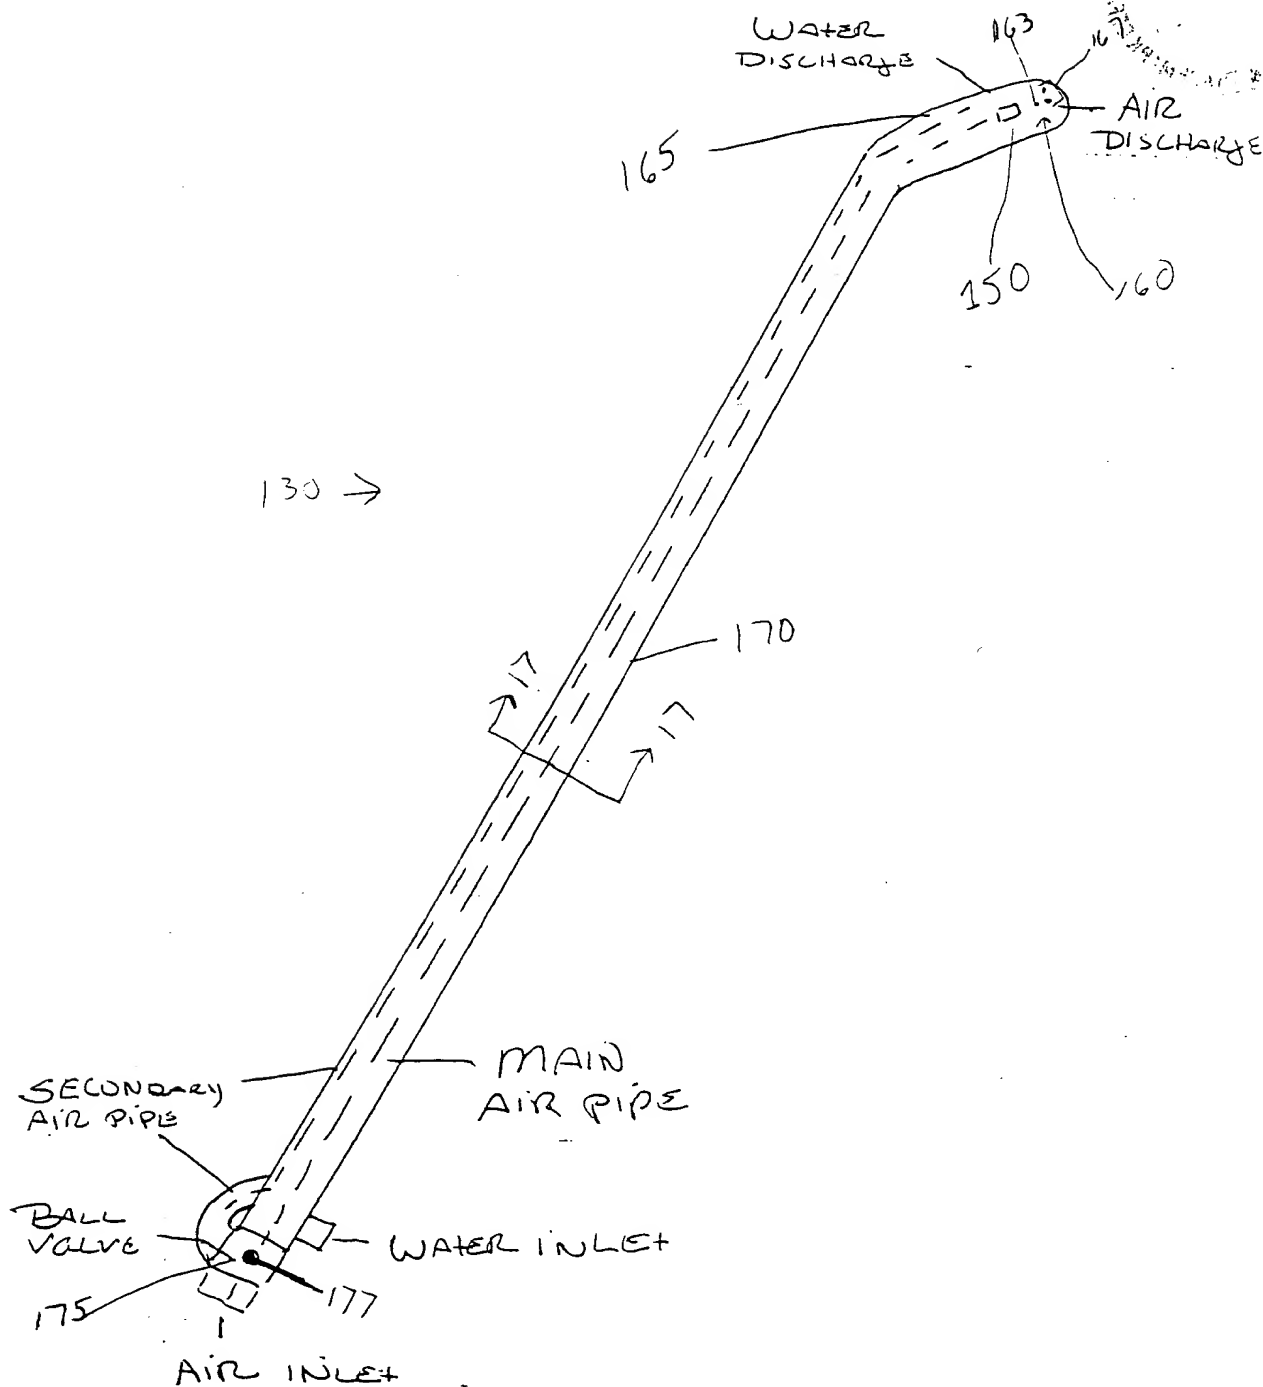 WATER
DISCHARGE
163
AIR
DISCHARGE
165
150
160
130
170
17
17
MAIN
AIR PIPE
SECONDARY
AIR PIPE
BALL
VALVE
WATER INLET
175
177
AIR INLET